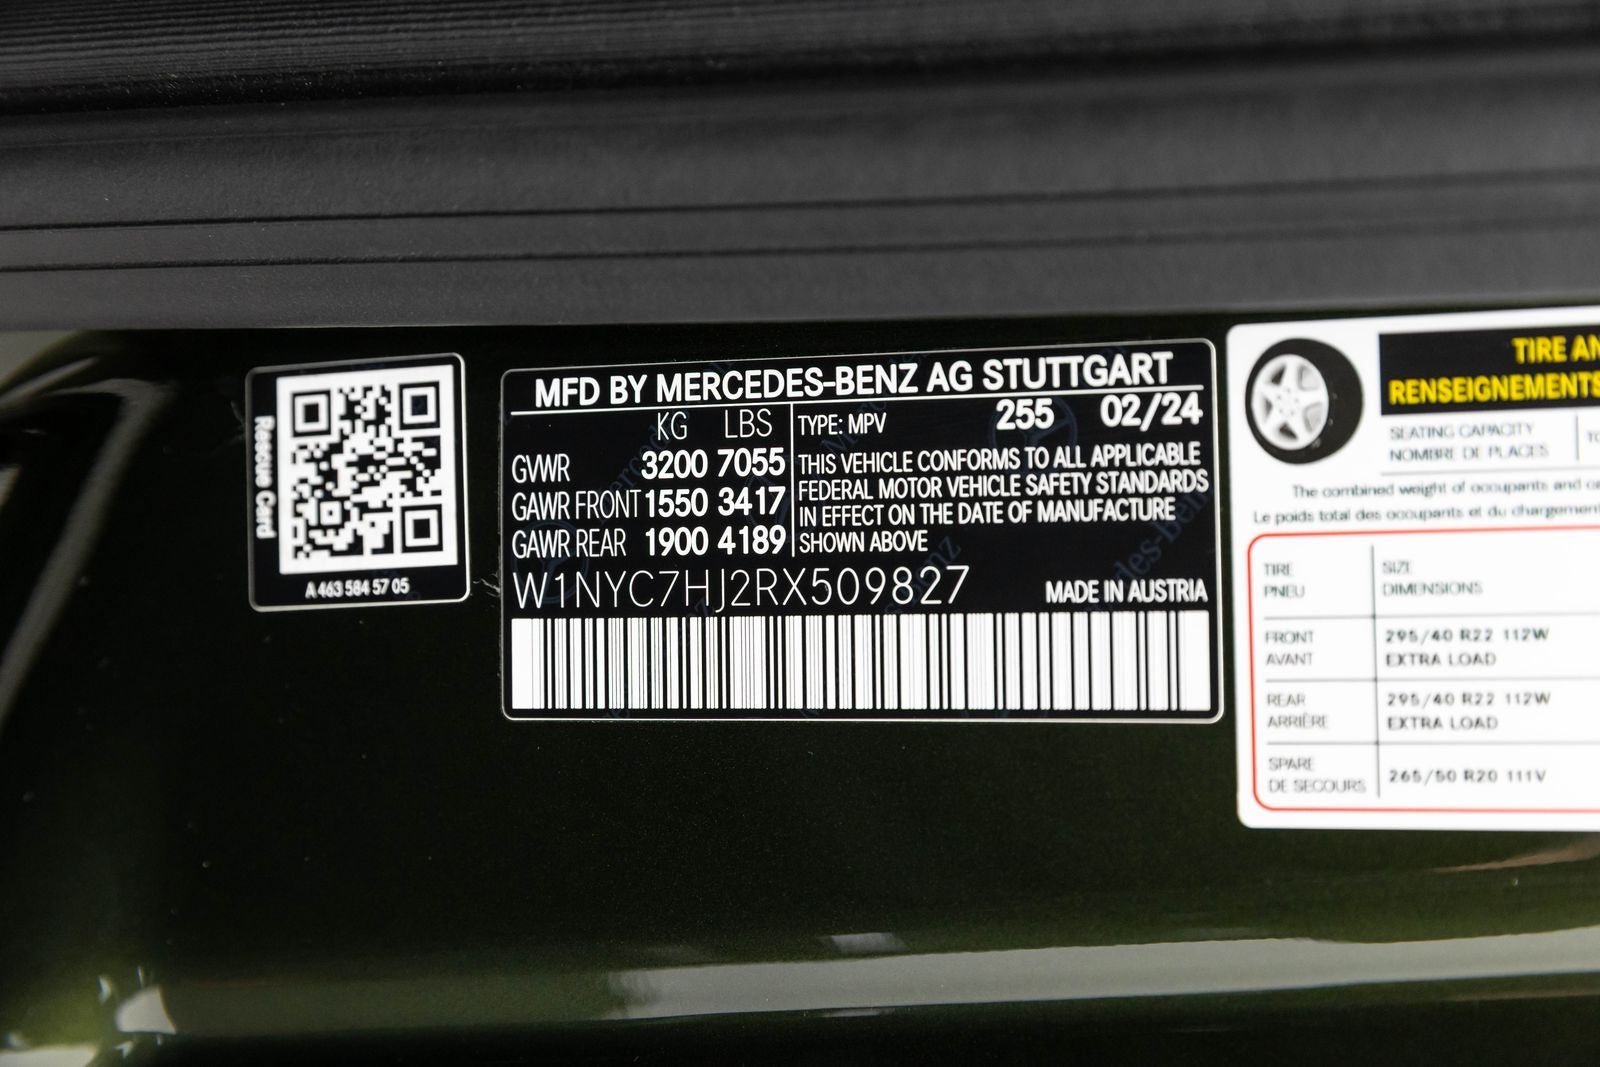 Rescue Card
A 463 584 57 05
MFD BY MERCEDES-BENZ AG STUTTGART
KG LBS
GVWR 3200 7055
GAWR FRONT 1550 3417
GAWR REAR 1900 4189
TYPE: MPV 255 02/24
THIS VEHICLE CONFORMS TO ALL APPLICABLE
FEDERAL MOTOR VEHICLE SAFETY STANDARDS
IN EFFECT ON THE DATE OF MANUFACTURE
SHOWN ABOVE
W1NYC7HJ2RX509827
MADE IN AUSTRIA
TIRE AN
RENSEIGNEMENTS
SEATING CAPACITY
NOMBRE DE PLACES
The combined weight of occupants and
Le poids total des occupants et du chargement
TIRE SIZE
PNEU DIMENSIONS
FRONT 295/40 R22 112W
AVANT EXTRA LOAD
REAR 295/40 R22 112W
ARRIÈRE EXTRA LOAD
SPARE
DE SECOURS 265/50 R20 111V